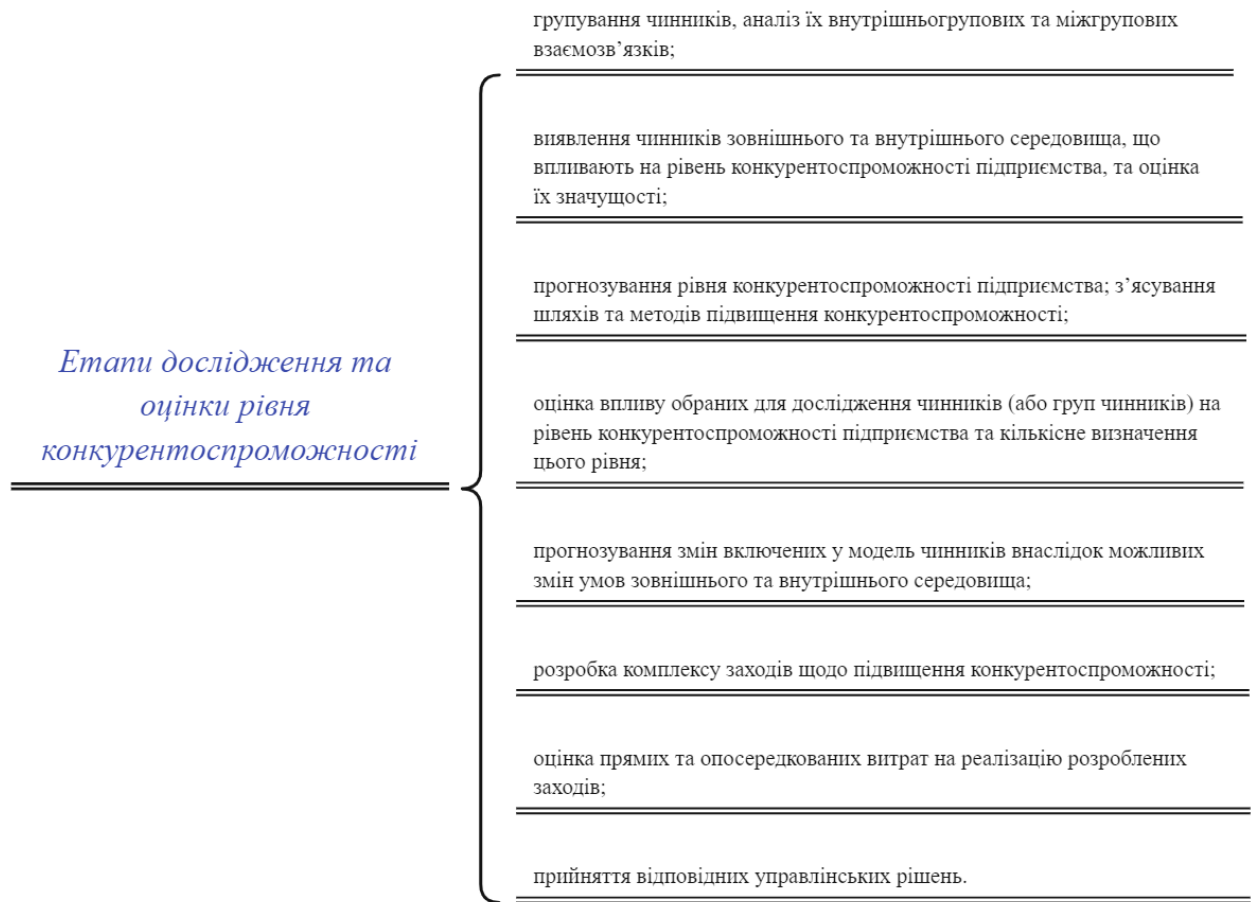 Етапи дослідження та
оцінки рівня
конкурентоспроможності
групування чинників, аналіз їх внутрішньогрупових та міжгрупових
взаємозв’язків;
виявлення чинників зовнішнього та внутрішнього середовища, що
впливають на рівень конкурентоспроможності підприємства, та оцінка
їх значущості;
прогнозування рівня конкурентоспроможності підприємства; з’ясування
шляхів та методів підвищення конкурентоспроможності;
оцінка впливу обраних для дослідження чинників (або груп чинників) на
рівень конкурентоспроможності підприємства та кількісне визначення
цього рівня;
прогнозування змін включених у модель чинників внаслідок можливих
змін умов зовнішнього та внутрішнього середовища;
розробка комплексу заходів щодо підвищення конкурентоспроможності;
оцінка прямих та опосередкованих витрат на реалізацію розроблених
заходів;
прийняття відповідних управлінських рішень.